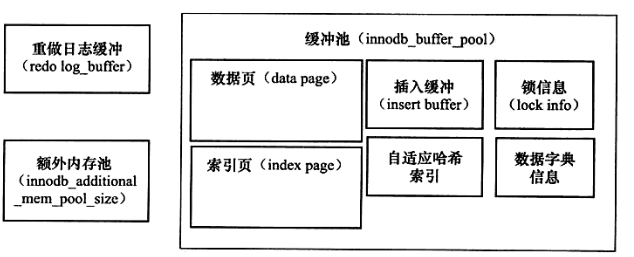 重做日志缓冲
（redo log_buffer）
额外内存池
（innodb_additional
_mem_pool_size）
缓冲池（innodb_buffer_pool）
数据页（data page）
插入缓冲
（insert buffer）
锁信息
（lock info）
索引页（index page）
自适应哈希
索引
数据字典
信息